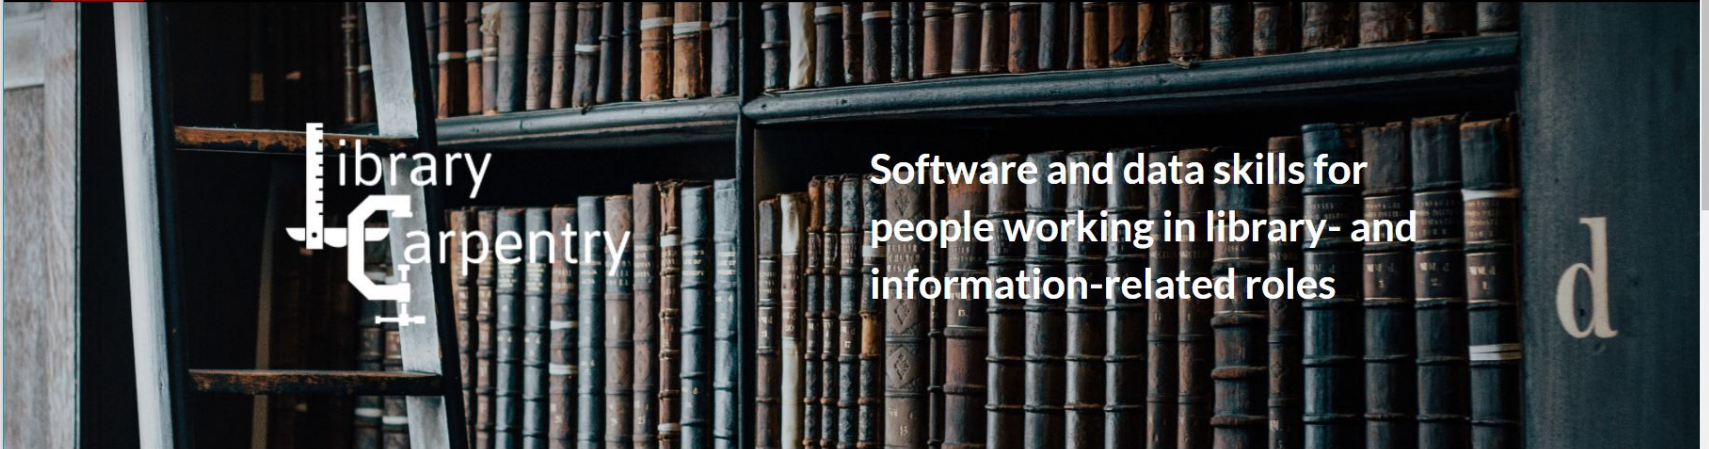 Library
Carpentry
Software and data skills for
people working in library- and
information-related roles
d